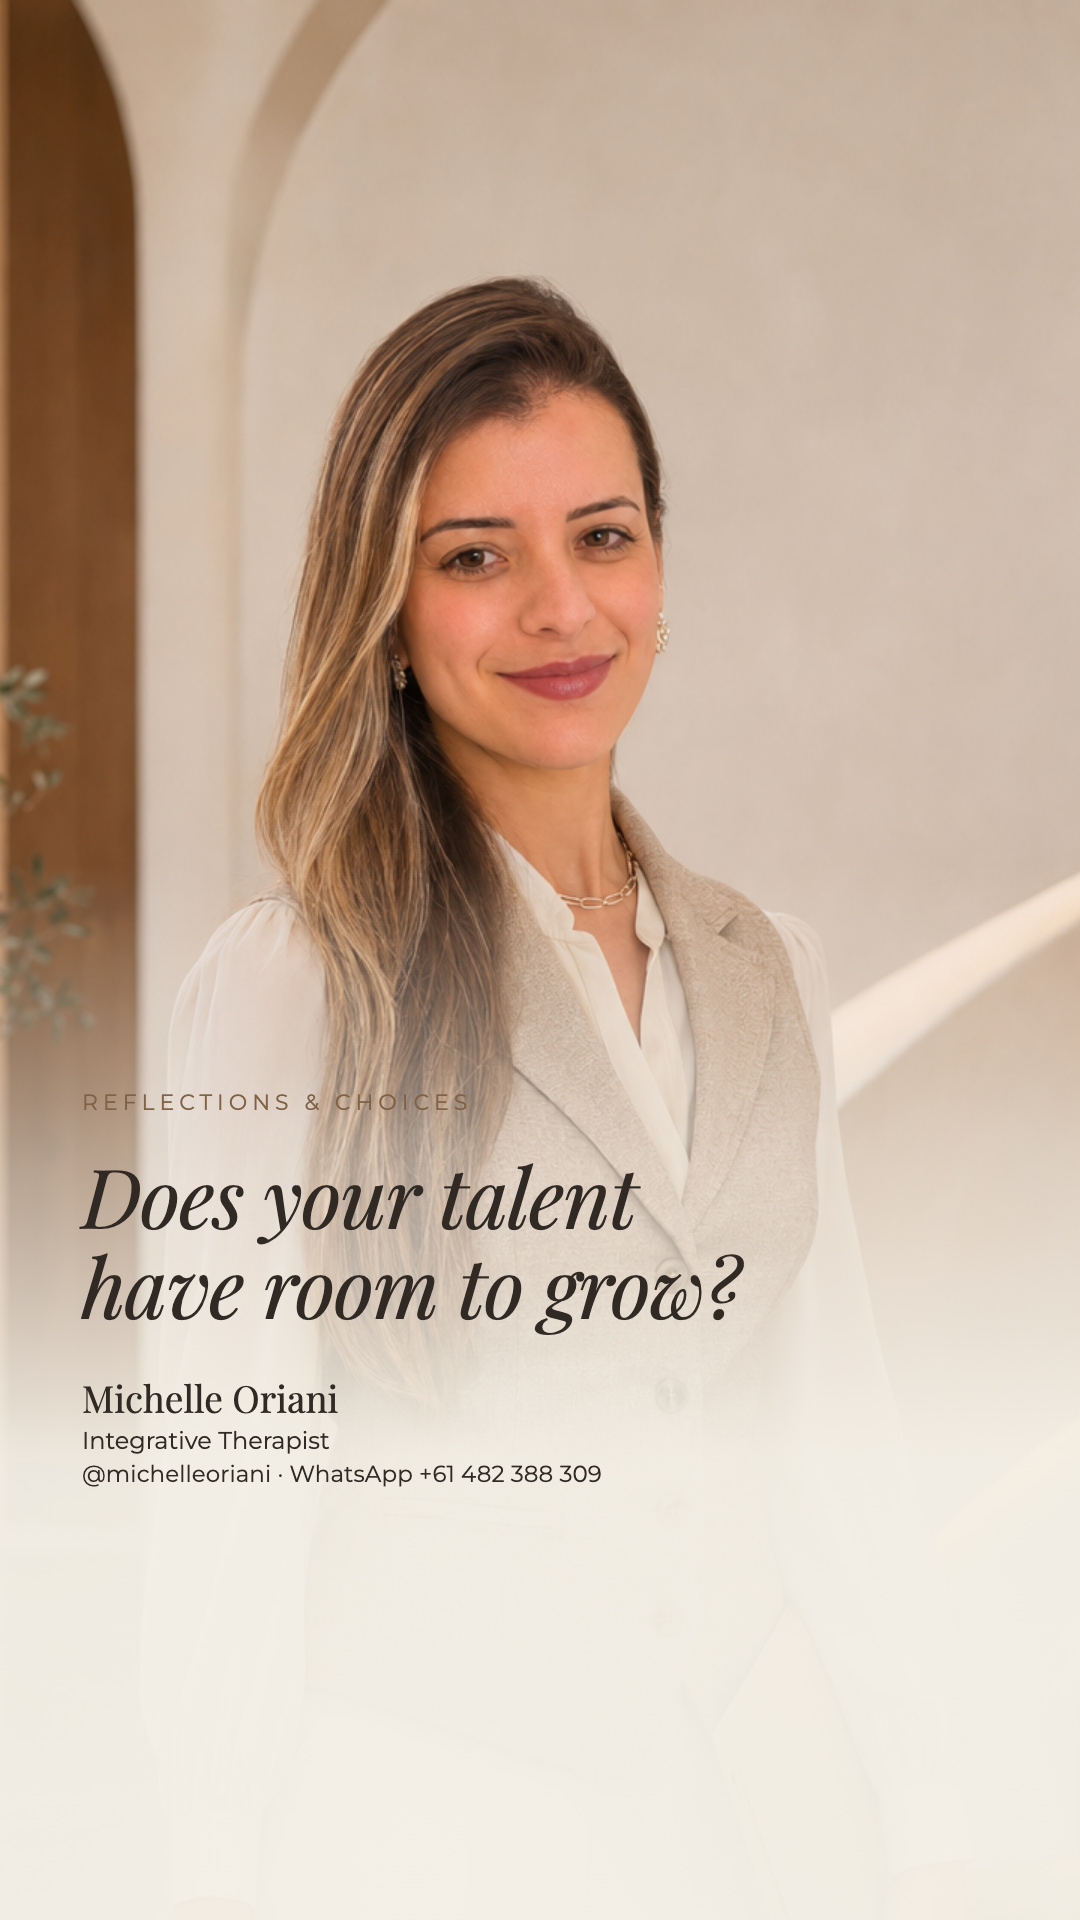 REFLECTIONS & CHOICES
Does your talent
have room to grow?
Michelle Oriani
Integrative Therapist
@michelleoriani · WhatsApp +61 482 388 309